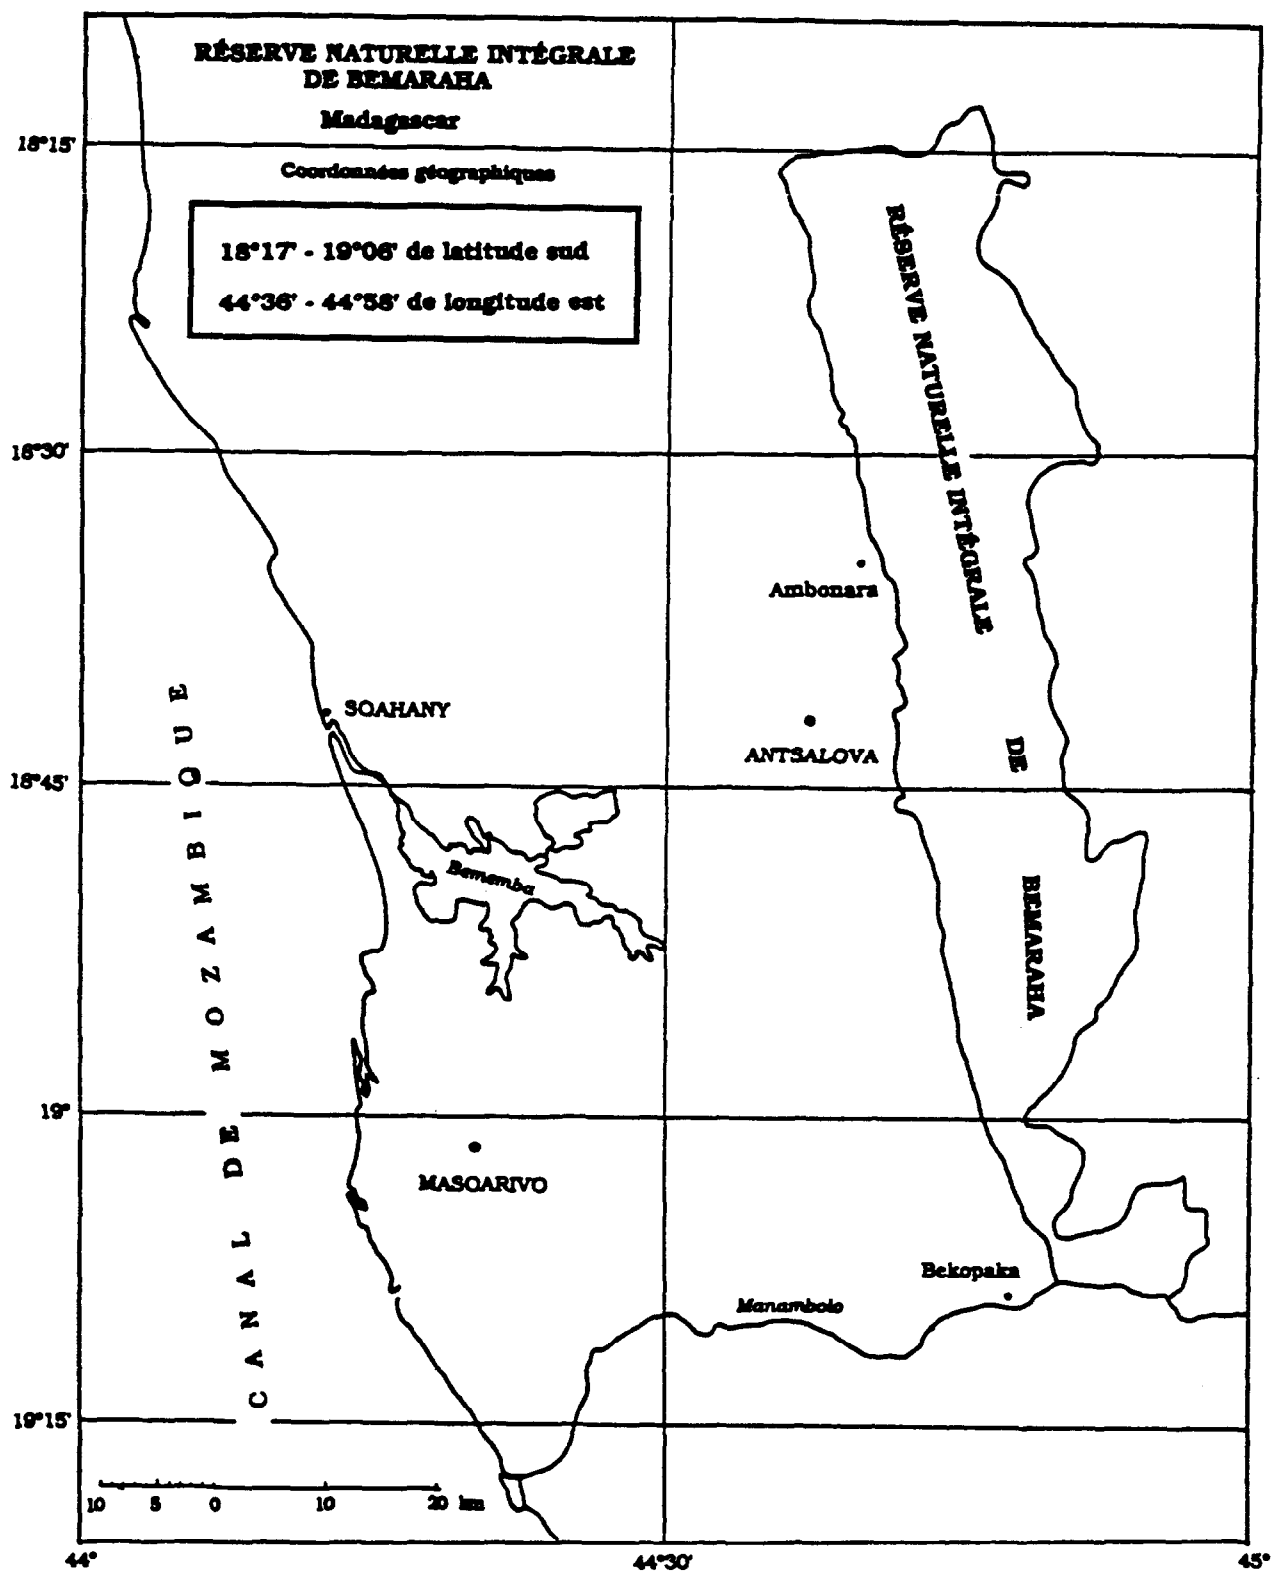 RÉSERVE NATURELLE INTÉGRALE
DE BEMARAHA
Madagascar
Coordonnées géographiques
18°17' - 19°06' de latitude sud
44°36' - 44°58' de longitude est
18°15'
18°30'
18°45'
19°
19°15'
RÉSERVE NATURELLE INTÉGRALE
DE
BEMARAHA
Ambonara
SOAHANY
ANTSALOVA
Bememba
CANAL DE MOZAMBIQUE
MASOARIVO
Bekopaka
Manambolo
10 5 0 10 20 km
44° 44°30' 45°